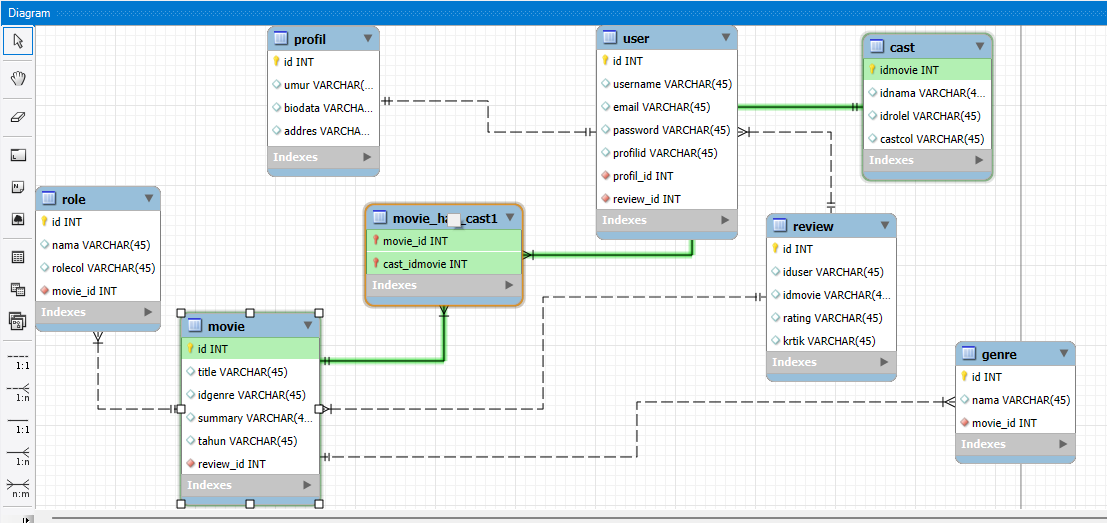 Diagram
profil
id INT
umur VARCHAR(...
biodata VARCHA...
addres VARCHA...
Indexes
user
id INT
username VARCHAR(45)
email VARCHAR(45)
password VARCHAR(45)
profilid VARCHAR(45)
profil_id INT
review_id INT
Indexes
cast
idmovie INT
idnama VARCHAR(4...
idrolel VARCHAR(45)
castcol VARCHAR(45)
Indexes
role
id INT
nama VARCHAR(45)
rolecol VARCHAR(45)
movie_id INT
Indexes
cast1
movie_id INT
cast_idmovie INT
Indexes
review
id INT
iduser VARCHAR(45)
idmovie VARCHAR(4...
rating VARCHAR(45)
krtik VARCHAR(45)
Indexes
movie
id INT
title VARCHAR(45)
idgenre VARCHAR(45)
summary VARCHAR(4...
tahun VARCHAR(45)
review_id INT
Indexes
genre
id INT
nama VARCHAR(45)
movie_id INT
Indexes
1:1
1:n
1:1
1:n
n:m